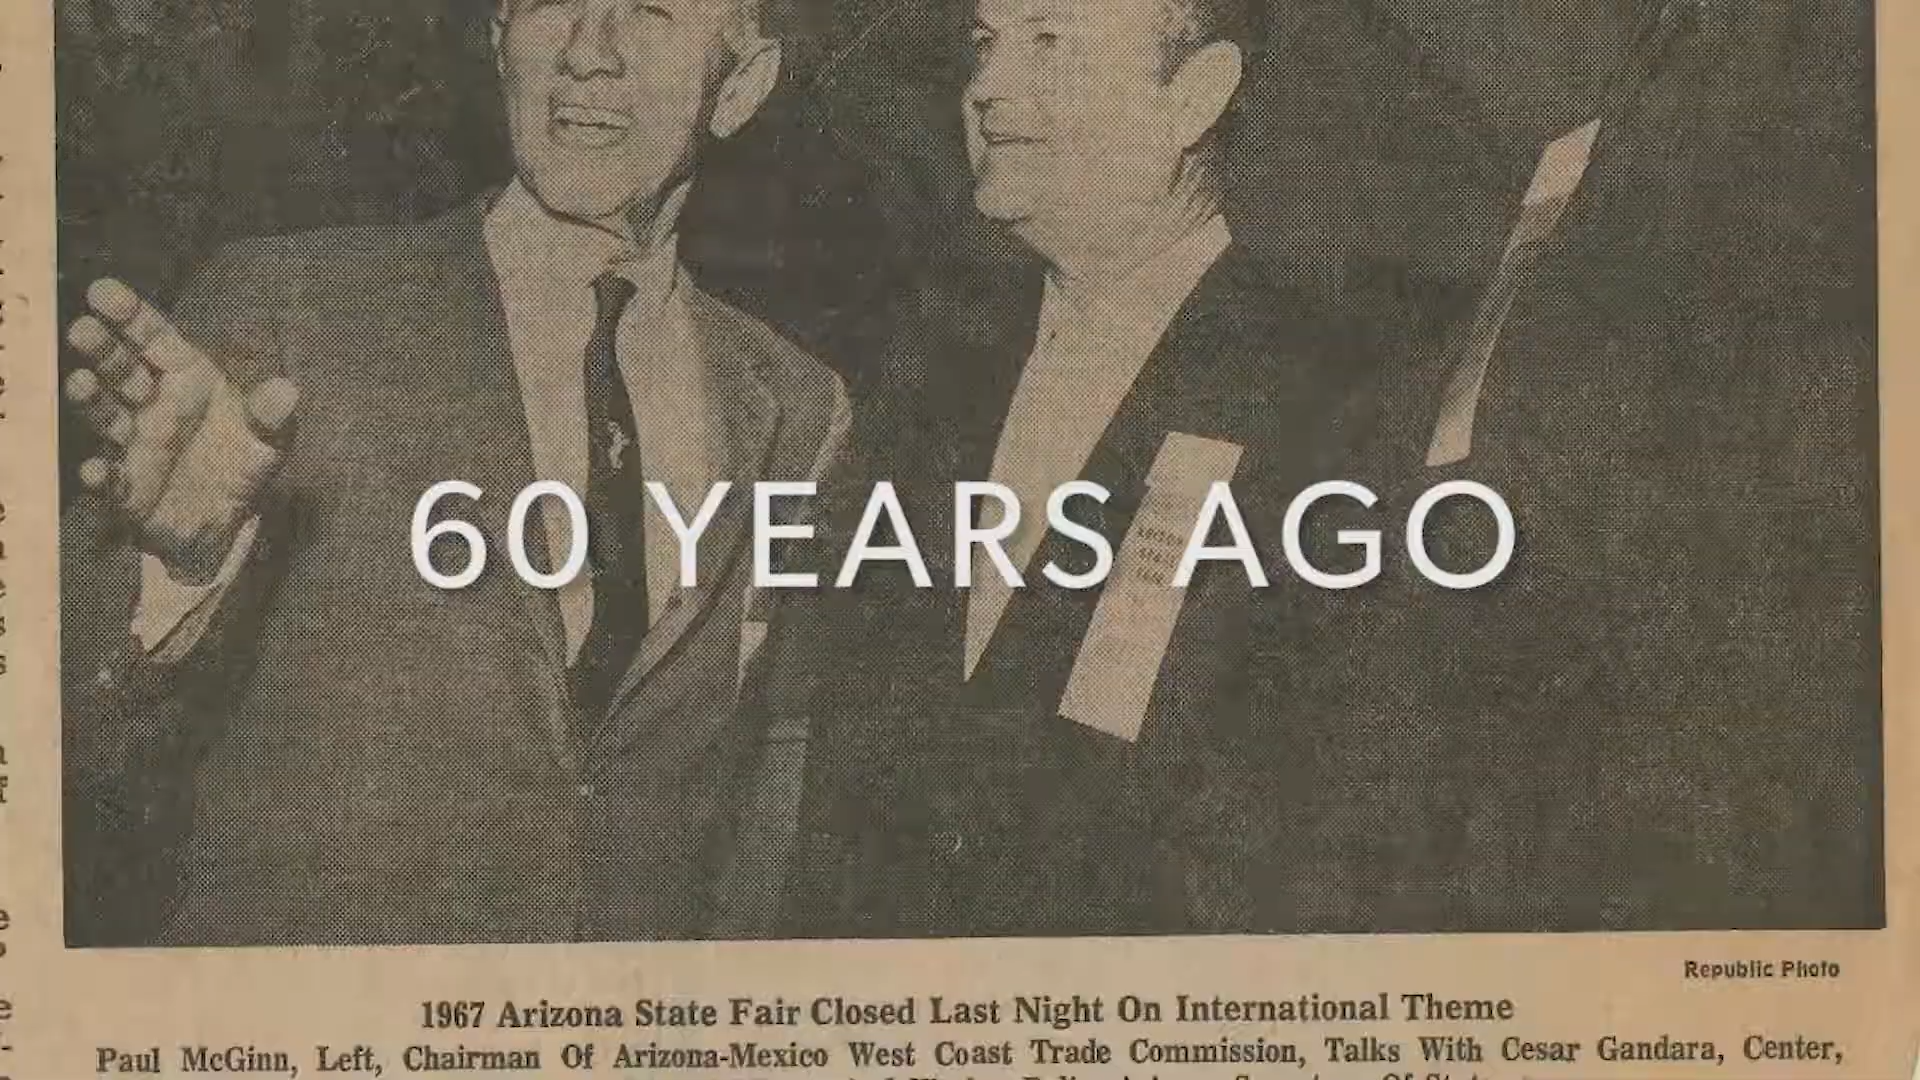 60 YEARS AGO
Republic Photo
1967 Arizona State Fair Closed Last Night On International Theme
Paul McGinn, Left, Chairman Of Arizona-Mexico West Coast Trade Commission, Talks With Cesar Gandara, Center,